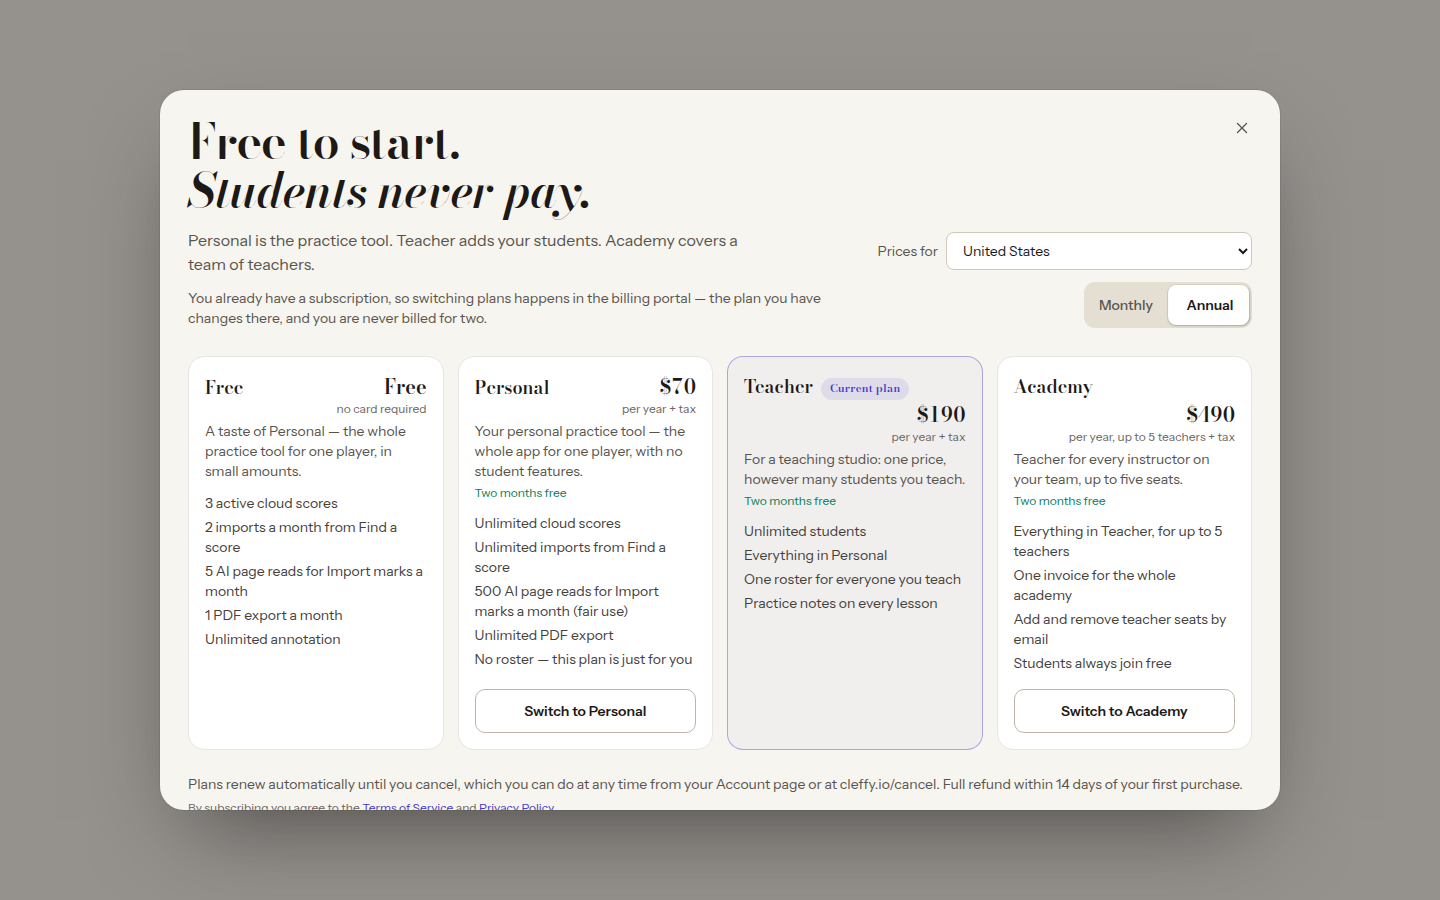 Free to start.
Students never pay.
Personal is the practice tool. Teacher adds your students. Academy covers a
team of teachers.
Prices for
United States
You already have a subscription, so switching plans happens in the billing portal — the plan you have
changes there, and you are never billed for two.
Monthly
Annual
Free
Free
no card required
A taste of Personal — the whole
practice tool for one player, in
small amounts.
3 active cloud scores
2 imports a month from Find a
score
5 AI page reads for Import marks a
month
1 PDF export a month
Unlimited annotation
Personal
$70
per year + tax
Your personal practice tool — the
whole app for one player, with no
student features.
Two months free
Unlimited cloud scores
Unlimited imports from Find a
score
500 AI page reads for Import
marks a month (fair use)
Unlimited PDF export
No roster — this plan is just for you
Switch to Personal
Teacher
Current plan
$190
per year + tax
For a teaching studio: one price,
however many students you teach.
Two months free
Unlimited students
Everything in Personal
One roster for everyone you teach
Practice notes on every lesson
Academy
$490
per year, up to 5 teachers + tax
Teacher for every instructor on
your team, up to five seats.
Two months free
Everything in Teacher, for up to 5
teachers
One invoice for the whole
academy
Add and remove teacher seats by
email
Students always join free
Switch to Academy
Plans renew automatically until you cancel, which you can do at any time from your Account page or at cleffy.io/cancel. Full refund within 14 days of your first purchase.
By subscribing you agree to the Terms of Service and Privacy Policy